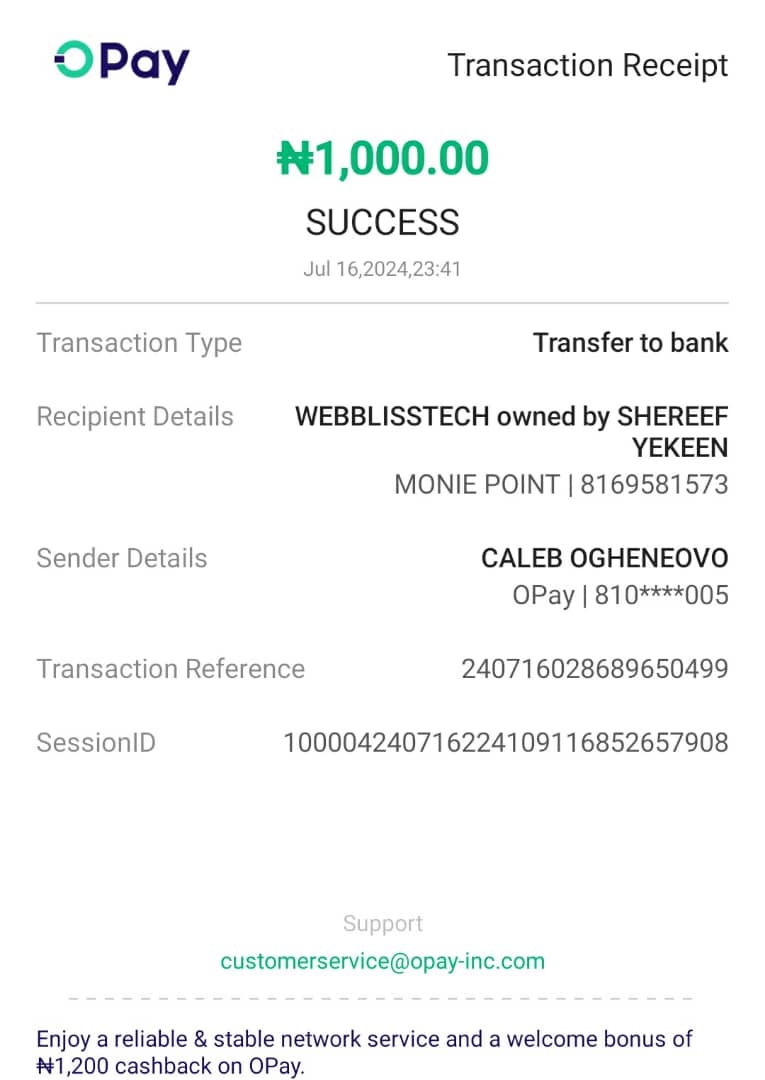 OPay
Transaction Receipt
₦1,000.00
SUCCESS
Jul 16,2024,23:41
Transaction Type
Transfer to bank
Recipient Details
WEBBLISSTECH owned by SHEREEF
YEKEEN
MONIE POINT | 8169581573
Sender Details
CALEB OGHENEOVO
OPay | 810****005
Transaction Reference
240716028689650499
SessionID
100004240716224109116852657908
Support
customerservice@opay-inc.com
Enjoy a reliable & stable network service and a welcome bonus of
₦1,200 cashback on OPay.